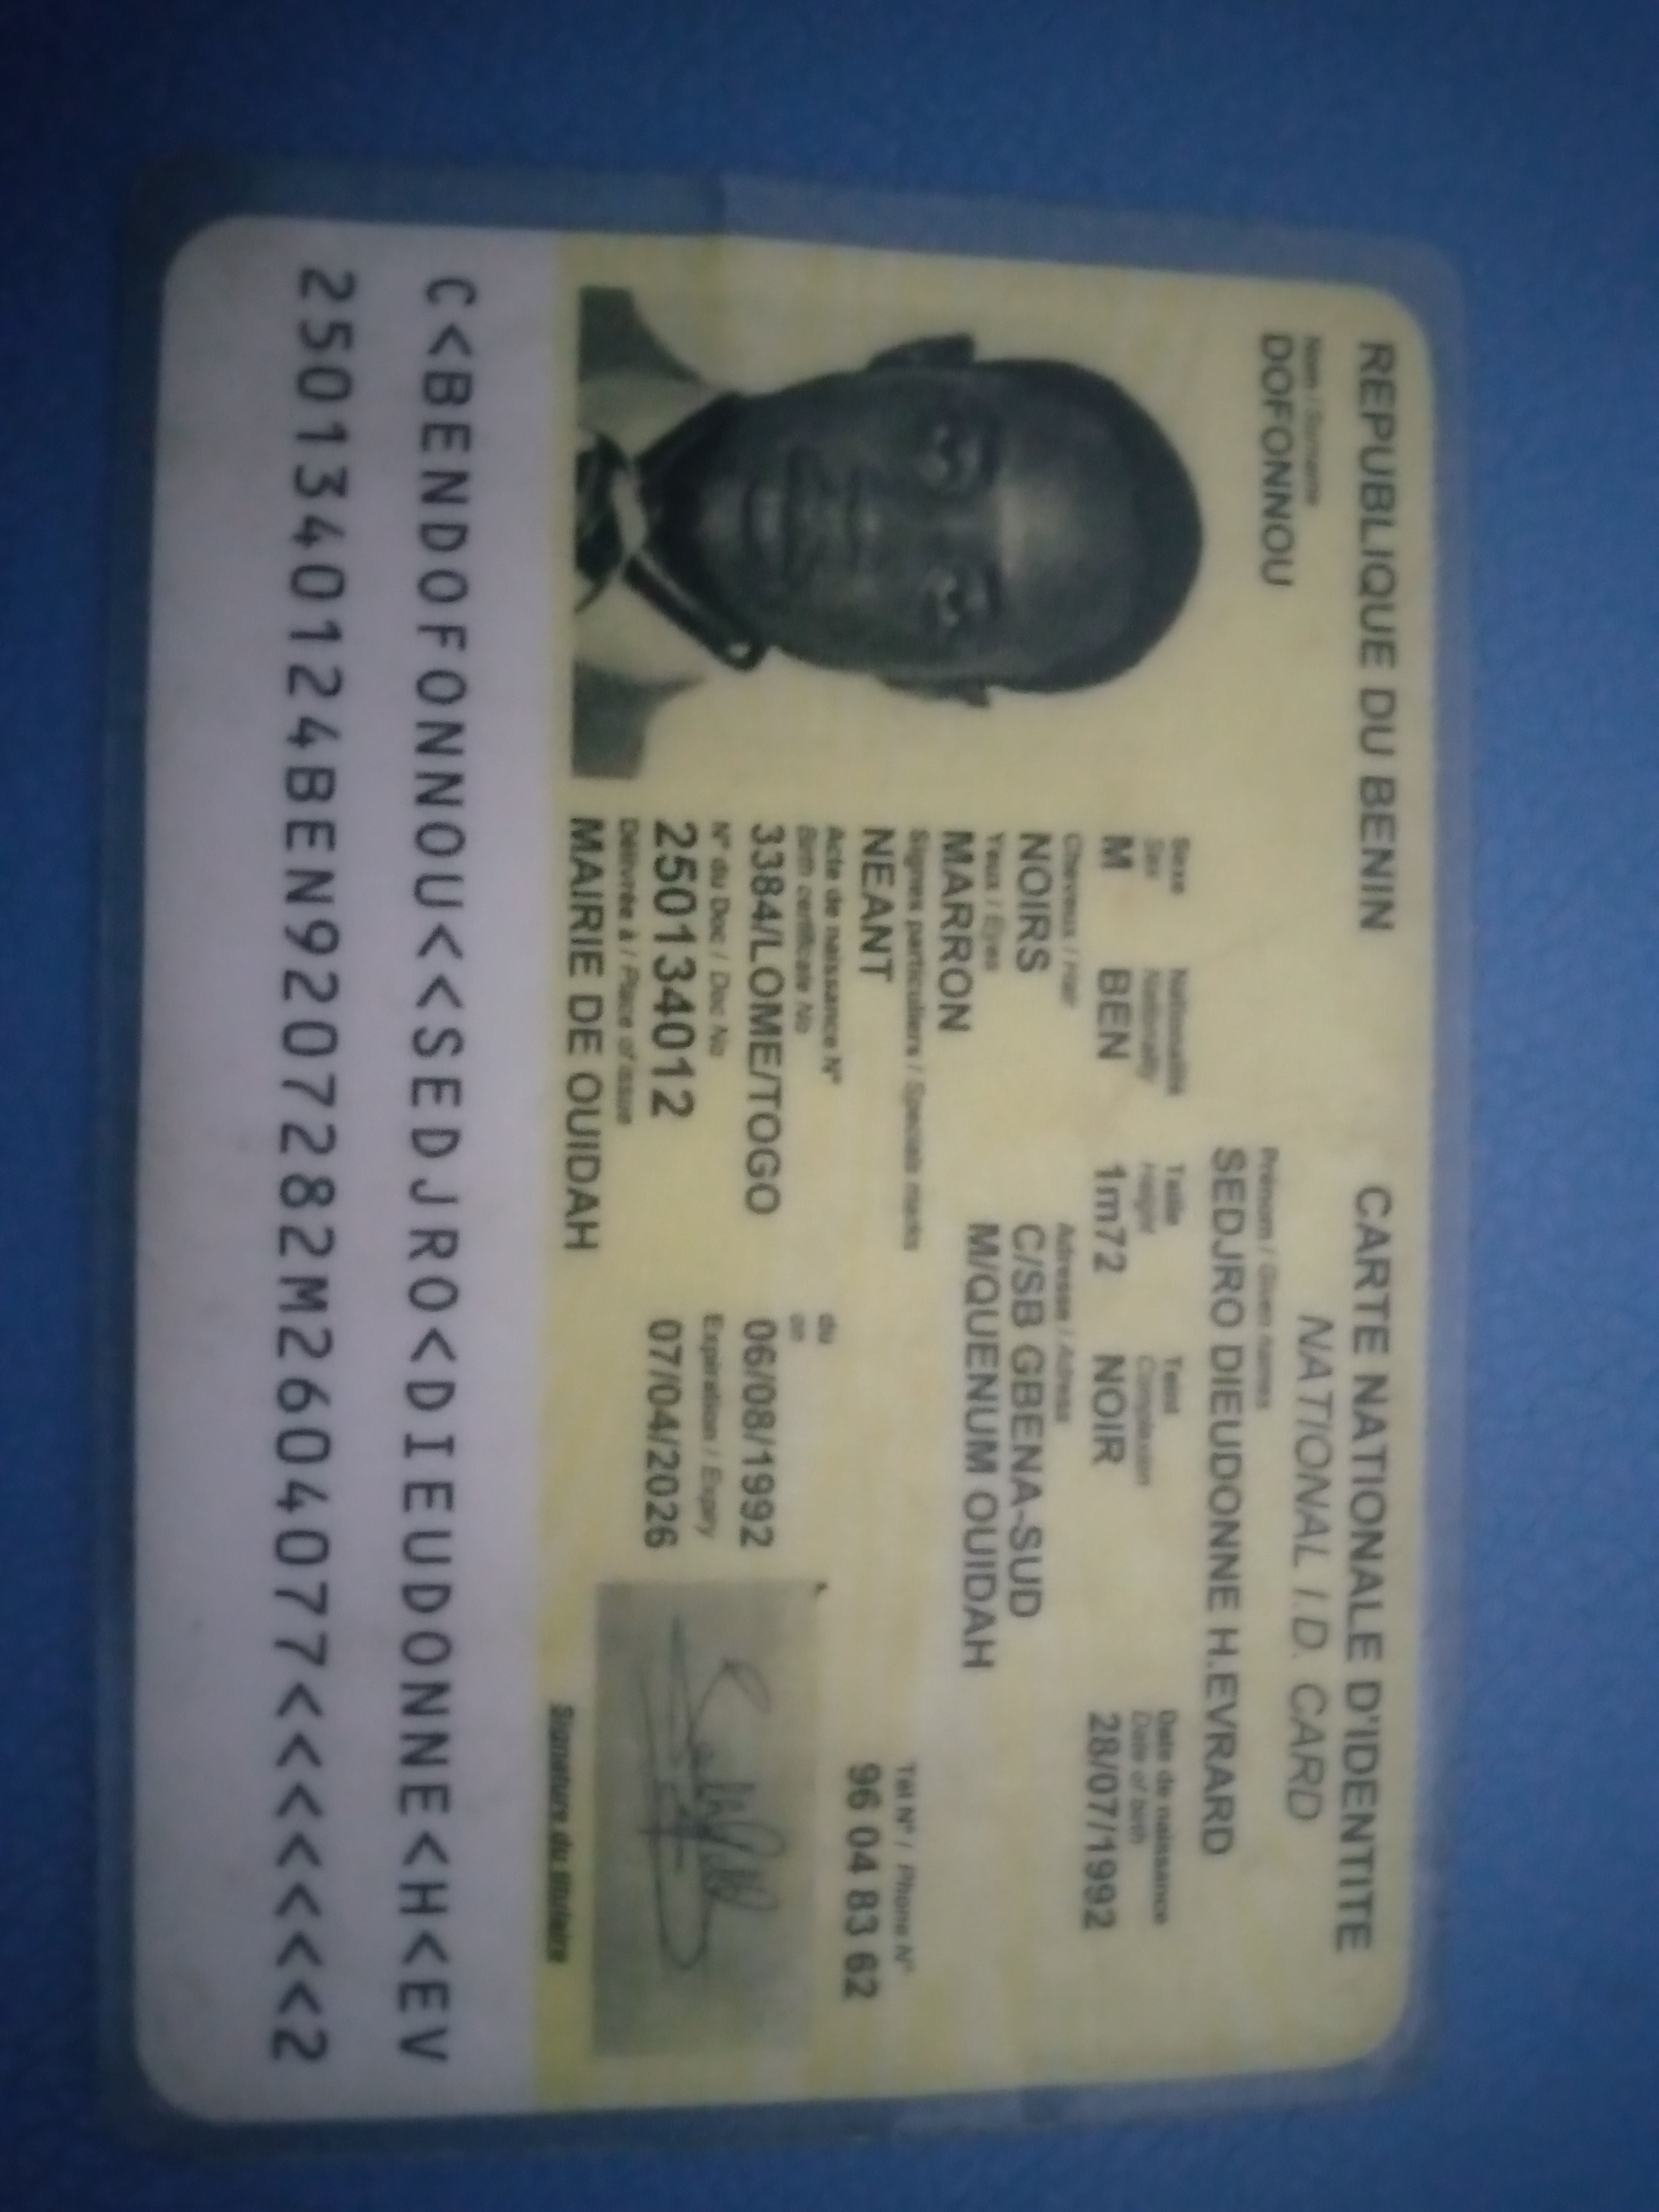 REPUBLIQUE DU BENIN
CARTE NATIONALE D'IDENTITE
NATIONAL I.D. CARD
Nom / Surname
DOFONNOU
Prénom / Given names
SEDJRO DIEUDONNE H.EVRARD
Sexe Nationalité Taille Teint Date de naissance
Sex Nationality Height Complexion Date of birth
M BEN 1m72 NOIR 28/07/1992
Cheveux / Hair
NOIRS
Adresse / Adress
C/SB GBENA-SUD
M/QUENUM OUIDAH
Yeux / Eyes
MARRON
Signes particuliers / Specials marks
NEANT
Tél N° / Phone N°
96 04 83 62
Acte de naissance N° du
Birth certificate No on
3384/LOME/TOGO 06/08/1992
N° du Doc / Doc No Expiration / Expiry
250134012 07/04/2026
Délivrée à / Place of issue
MAIRIE DE OUIDAH
Signature du titulaire
C<BENDOFONNOU<<SEDJRO<DIEUDONNE<H<EV
2501340124BEN9207282M2604077<<<<<<<2